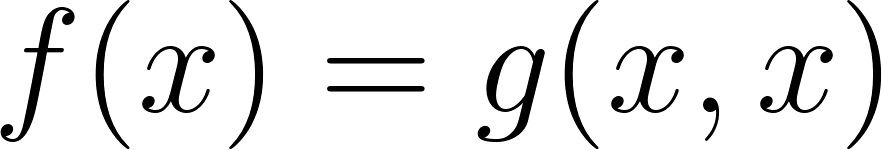 f(x) = g(x, x)